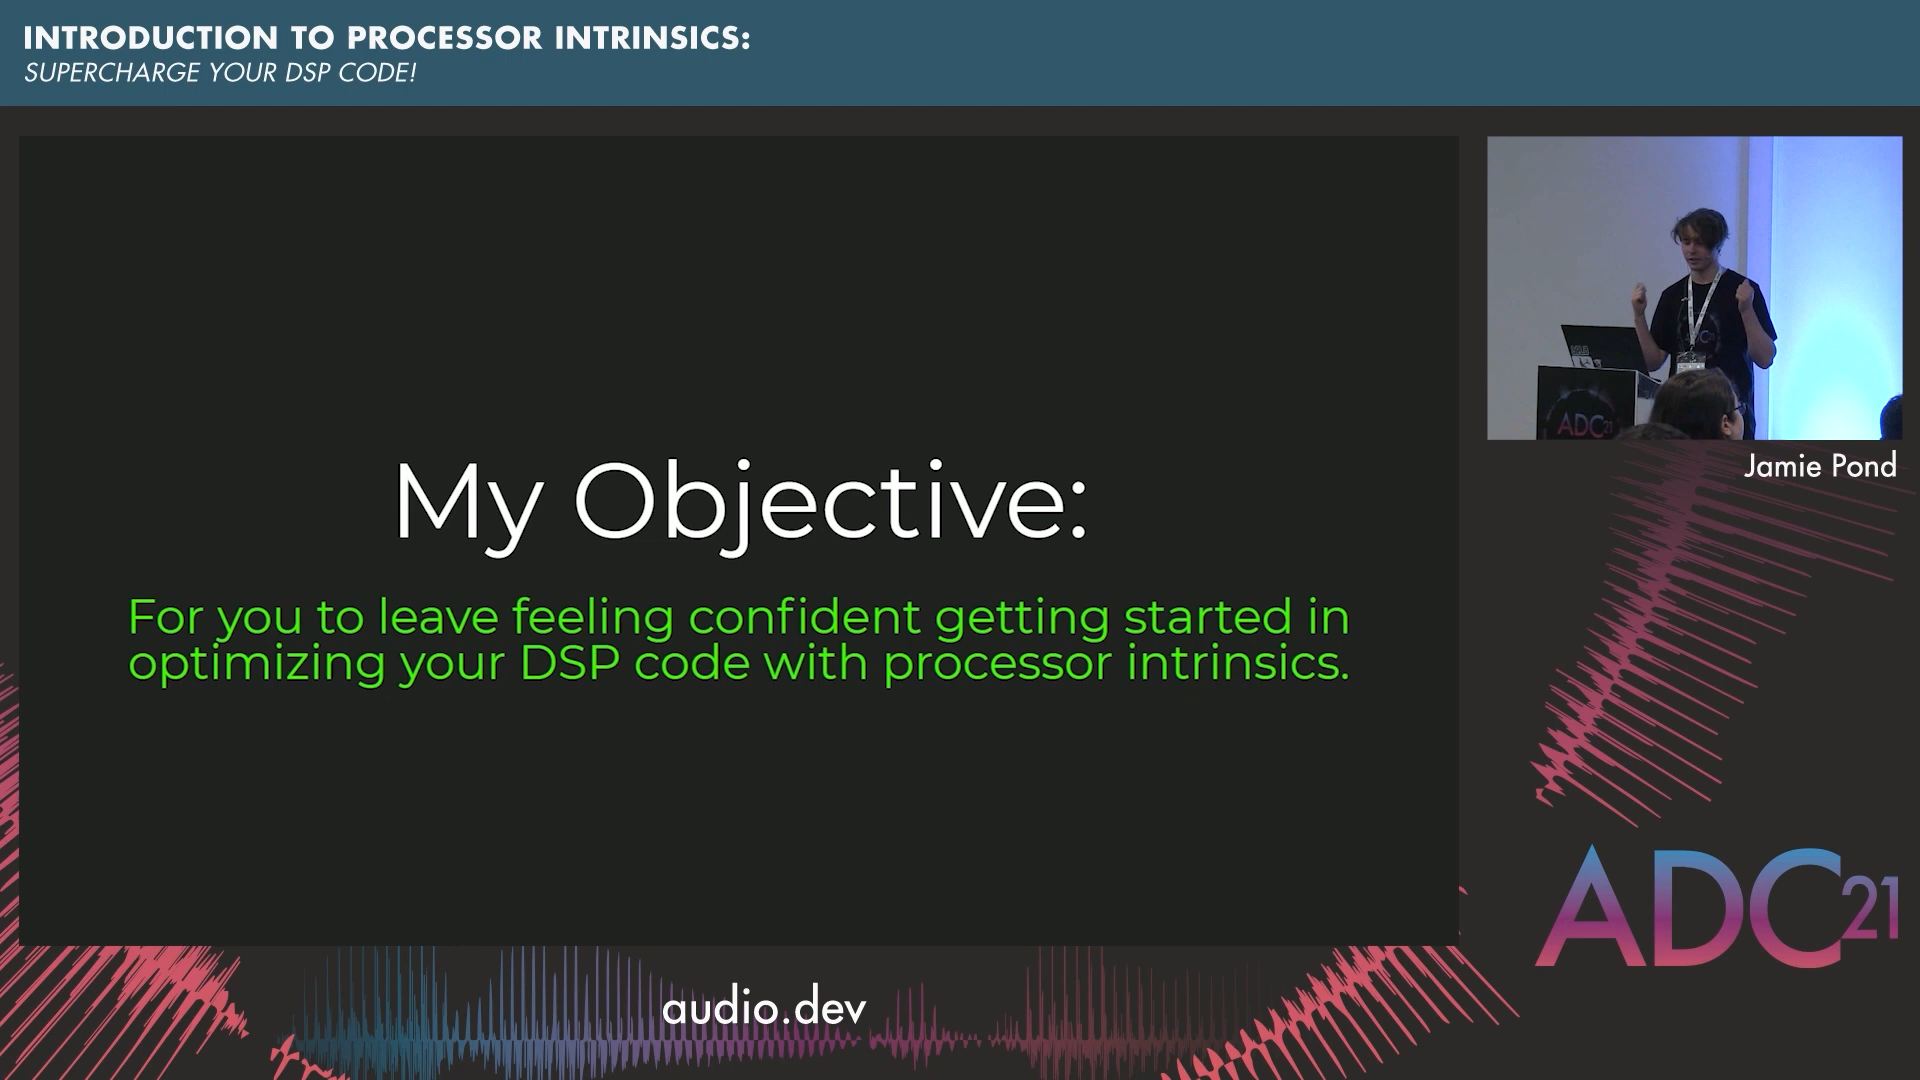 INTRODUCTION TO PROCESSOR INTRINSICS:
SUPERCHARGE YOUR DSP CODE!
My Objective:
For you to leave feeling confident getting started in
optimizing your DSP code with processor intrinsics.
ADC21
Jamie Pond
ADC21
audio.dev